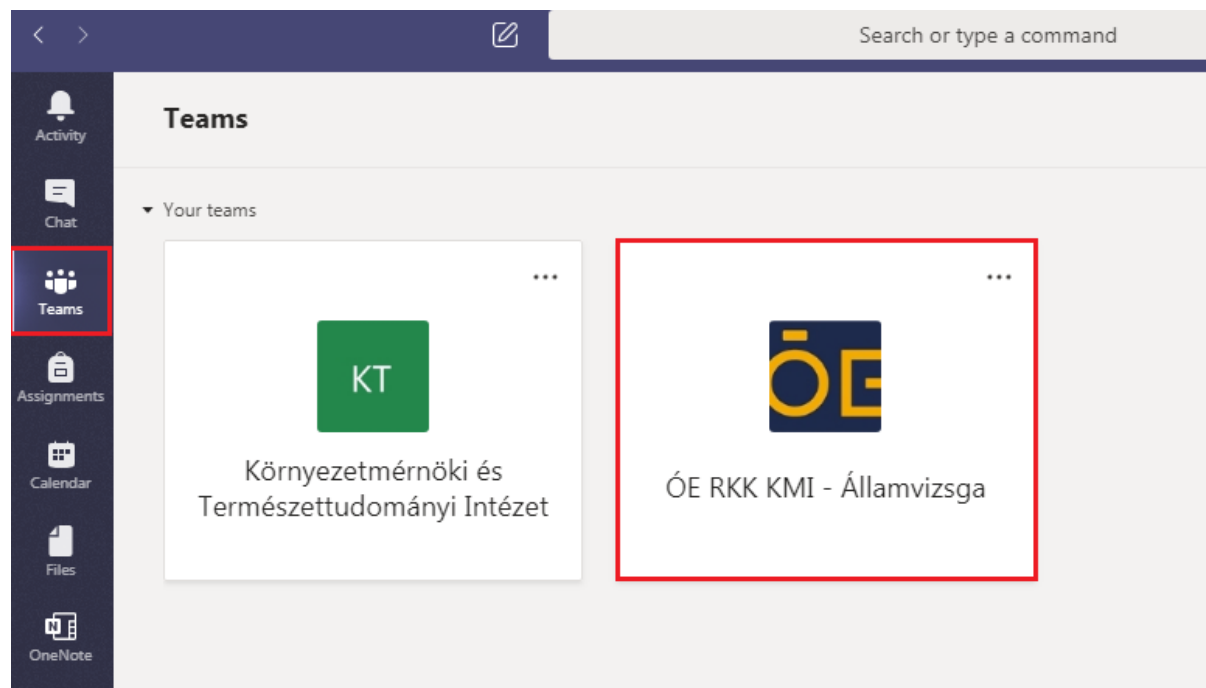 Search or type a command
Activity
Chat
Teams
Assignments
Calendar
Files
OneNote
Teams
Your teams
KT
Környezetmérnöki és
Természettudományi Intézet
ÓE
ÓE RKK KMI - Államvizsga